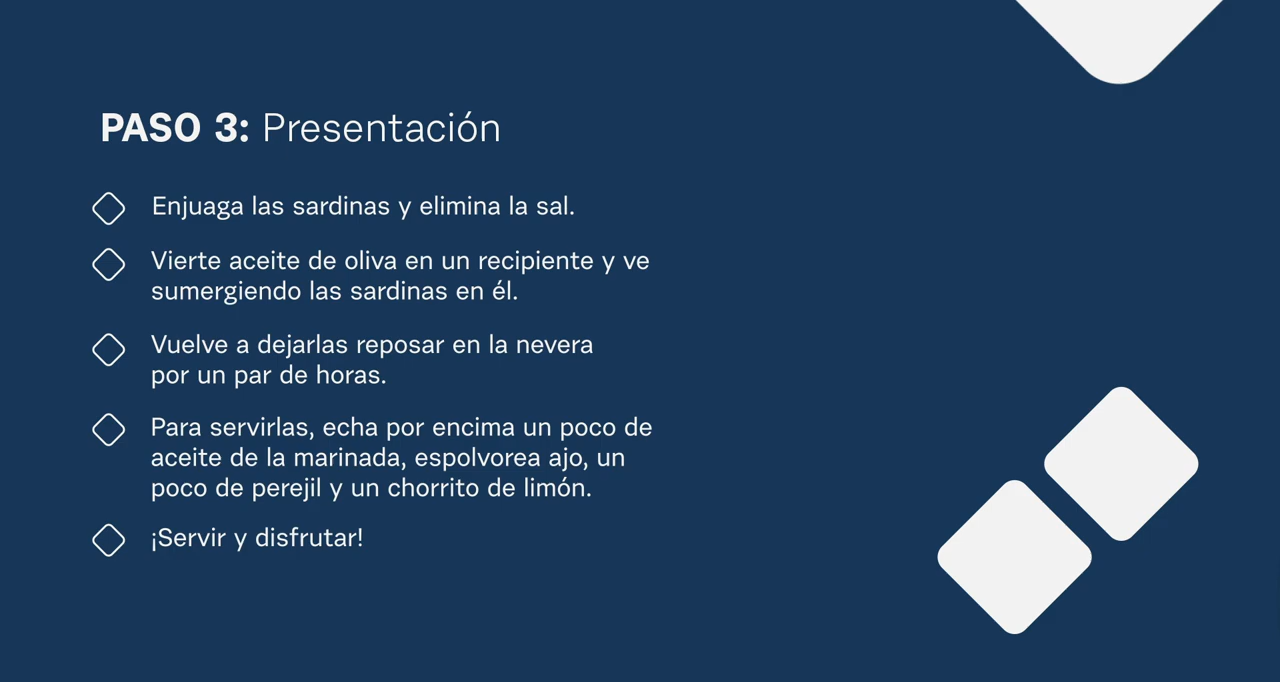 PASO 3: Presentación
Enjuaga las sardinas y elimina la sal.
Vierte aceite de oliva en un recipiente y ve
sumergiendo las sardinas en él.
Vuelve a dejarlas reposar en la nevera
por un par de horas.
Para servirlas, echa por encima un poco de
aceite de la marinada, espolvorea ajo, un
poco de perejil y un chorrito de limón.
¡Servir y disfrutar!